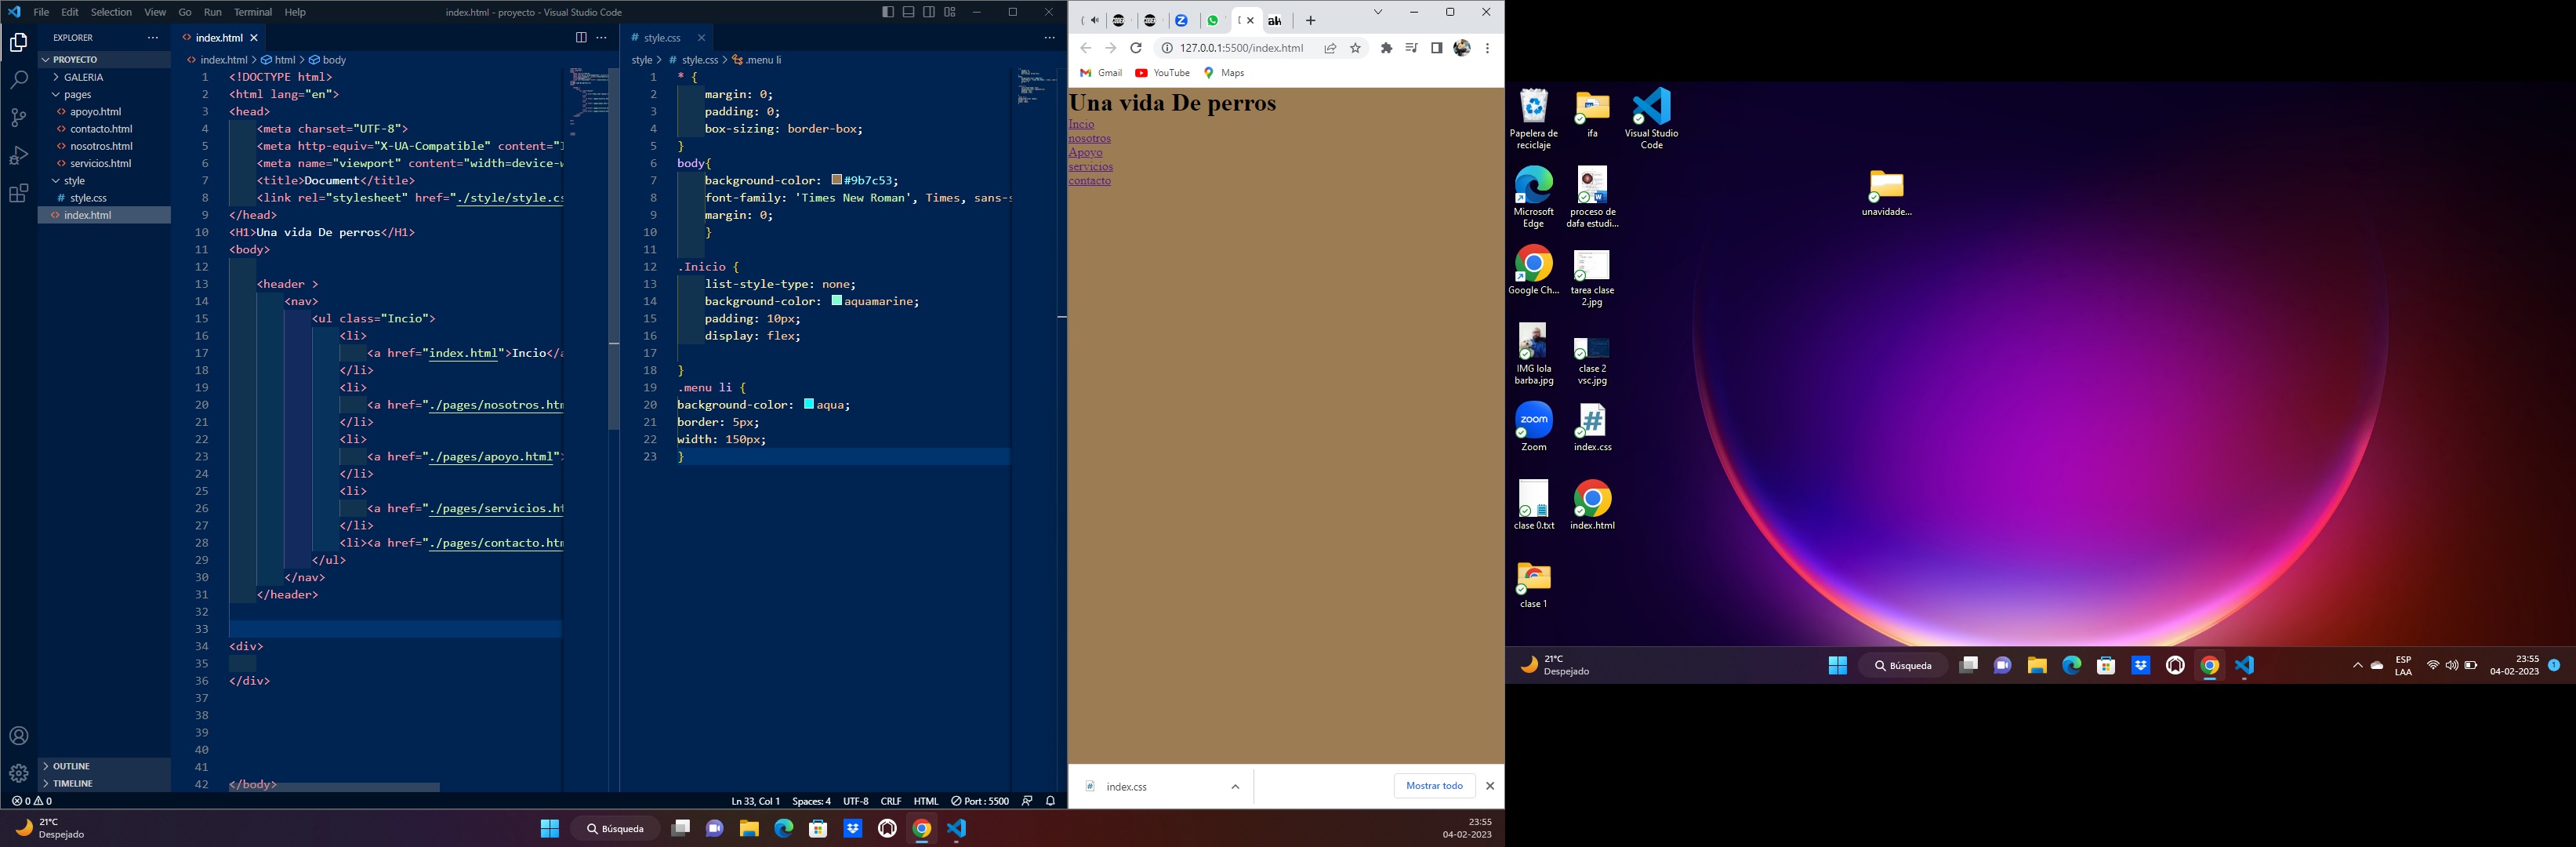 File Edit Selection View Go Run Terminal Help
index.html - proyecto - Visual Studio Code
EXPLORER
PROYECTO
GALERIA
pages
apoyo.html
contacto.html
nosotros.html
servicios.html
style
style.css
index.html
OUTLINE
TIMELINE
index.html
index.html > html > body
1 <!DOCTYPE html>
2 <html lang="en">
3 <head>
4 <meta charset="UTF-8">
5 <meta http-equiv="X-UA-Compatible" content="I
6 <meta name="viewport" content="width=device-w
7 <title>Document</title>
8 <link rel="stylesheet" href="./style/style.cs
9 </head>
10 <H1>Una vida De perros</H1>
11 <body>
12
13 <header >
14 <nav>
15 <ul class="Incio">
16 <li>
17 <a href="index.html">Incio</a
18 </li>
19 <li>
20 <a href="./pages/nosotros.htm
21 </li>
22 <li>
23 <a href="./pages/apoyo.html">
24 </li>
25 <li>
26 <a href="./pages/servicios.ht
27 </li>
28 <li><a href="./pages/contacto.htm
29 </ul>
30 </nav>
31 </header>
32
33
34 <div>
35
36 </div>
37
38
39
40
41
42 </body>
style.css
style > style.css > .menu li
1 * {
2 margin: 0;
3 padding: 0;
4 box-sizing: border-box;
5 }
6 body{
7 background-color: #9b7c53;
8 font-family: 'Times New Roman', Times, sans-s
9 margin: 0;
10 }
11
12 .Inicio {
13 list-style-type: none;
14 background-color: aquamarine;
15 padding: 10px;
16 display: flex;
17
18 }
19 .menu li {
20 background-color: aqua;
21 border: 5px;
22 width: 150px;
23 }
0 0
Ln 33, Col 1 Spaces: 4 UTF-8 CRLF HTML Port : 5500
127.0.0.1:5500/index.html
Gmail YouTube Maps
Una vida De perros
Incio
nosotros
Apoyo
servicios
contacto
index.css
Mostrar todo
21°C
Despejado
Búsqueda
23:55
04-02-2023
Papelera de reciclaje
ifa
Visual Studio Code
Microsoft Edge
proceso de dafa estudi...
unavidade...
Google Ch...
tarea clase 2.jpg
IMG lola barba.jpg
clase 2 vsc.jpg
zoom
Zoom
index.css
clase 0.txt
index.html
clase 1
21°C
Despejado
Búsqueda
ESP
LAA
23:55
04-02-2023
1